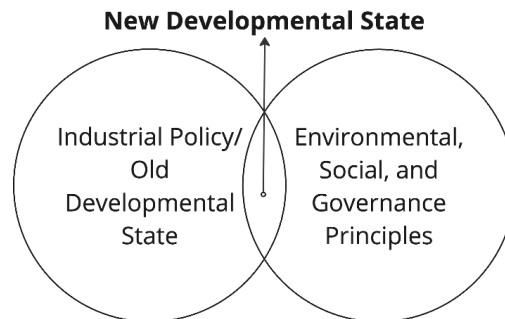 New Developmental State
Industrial Policy/
Old
Developmental
State
Environmental,
Social, and
Governance
Principles